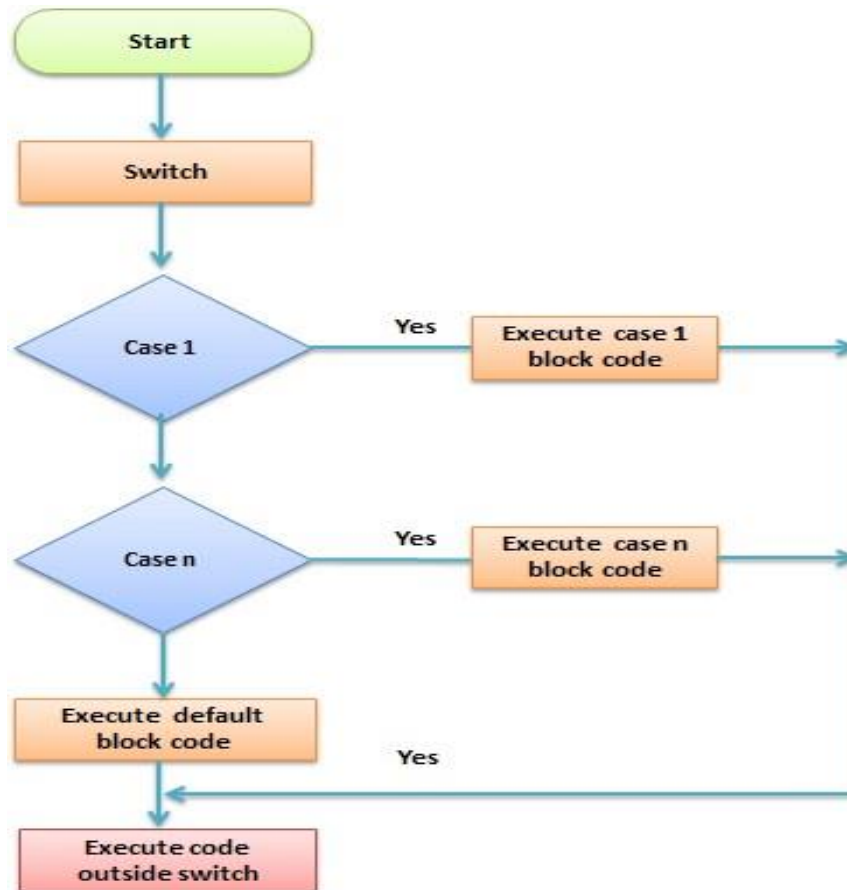 Start
Switch
Case 1
Yes
Execute case 1
block code
Case n
Yes
Execute case n
block code
Execute default
block code
Yes
Execute code
outside switch